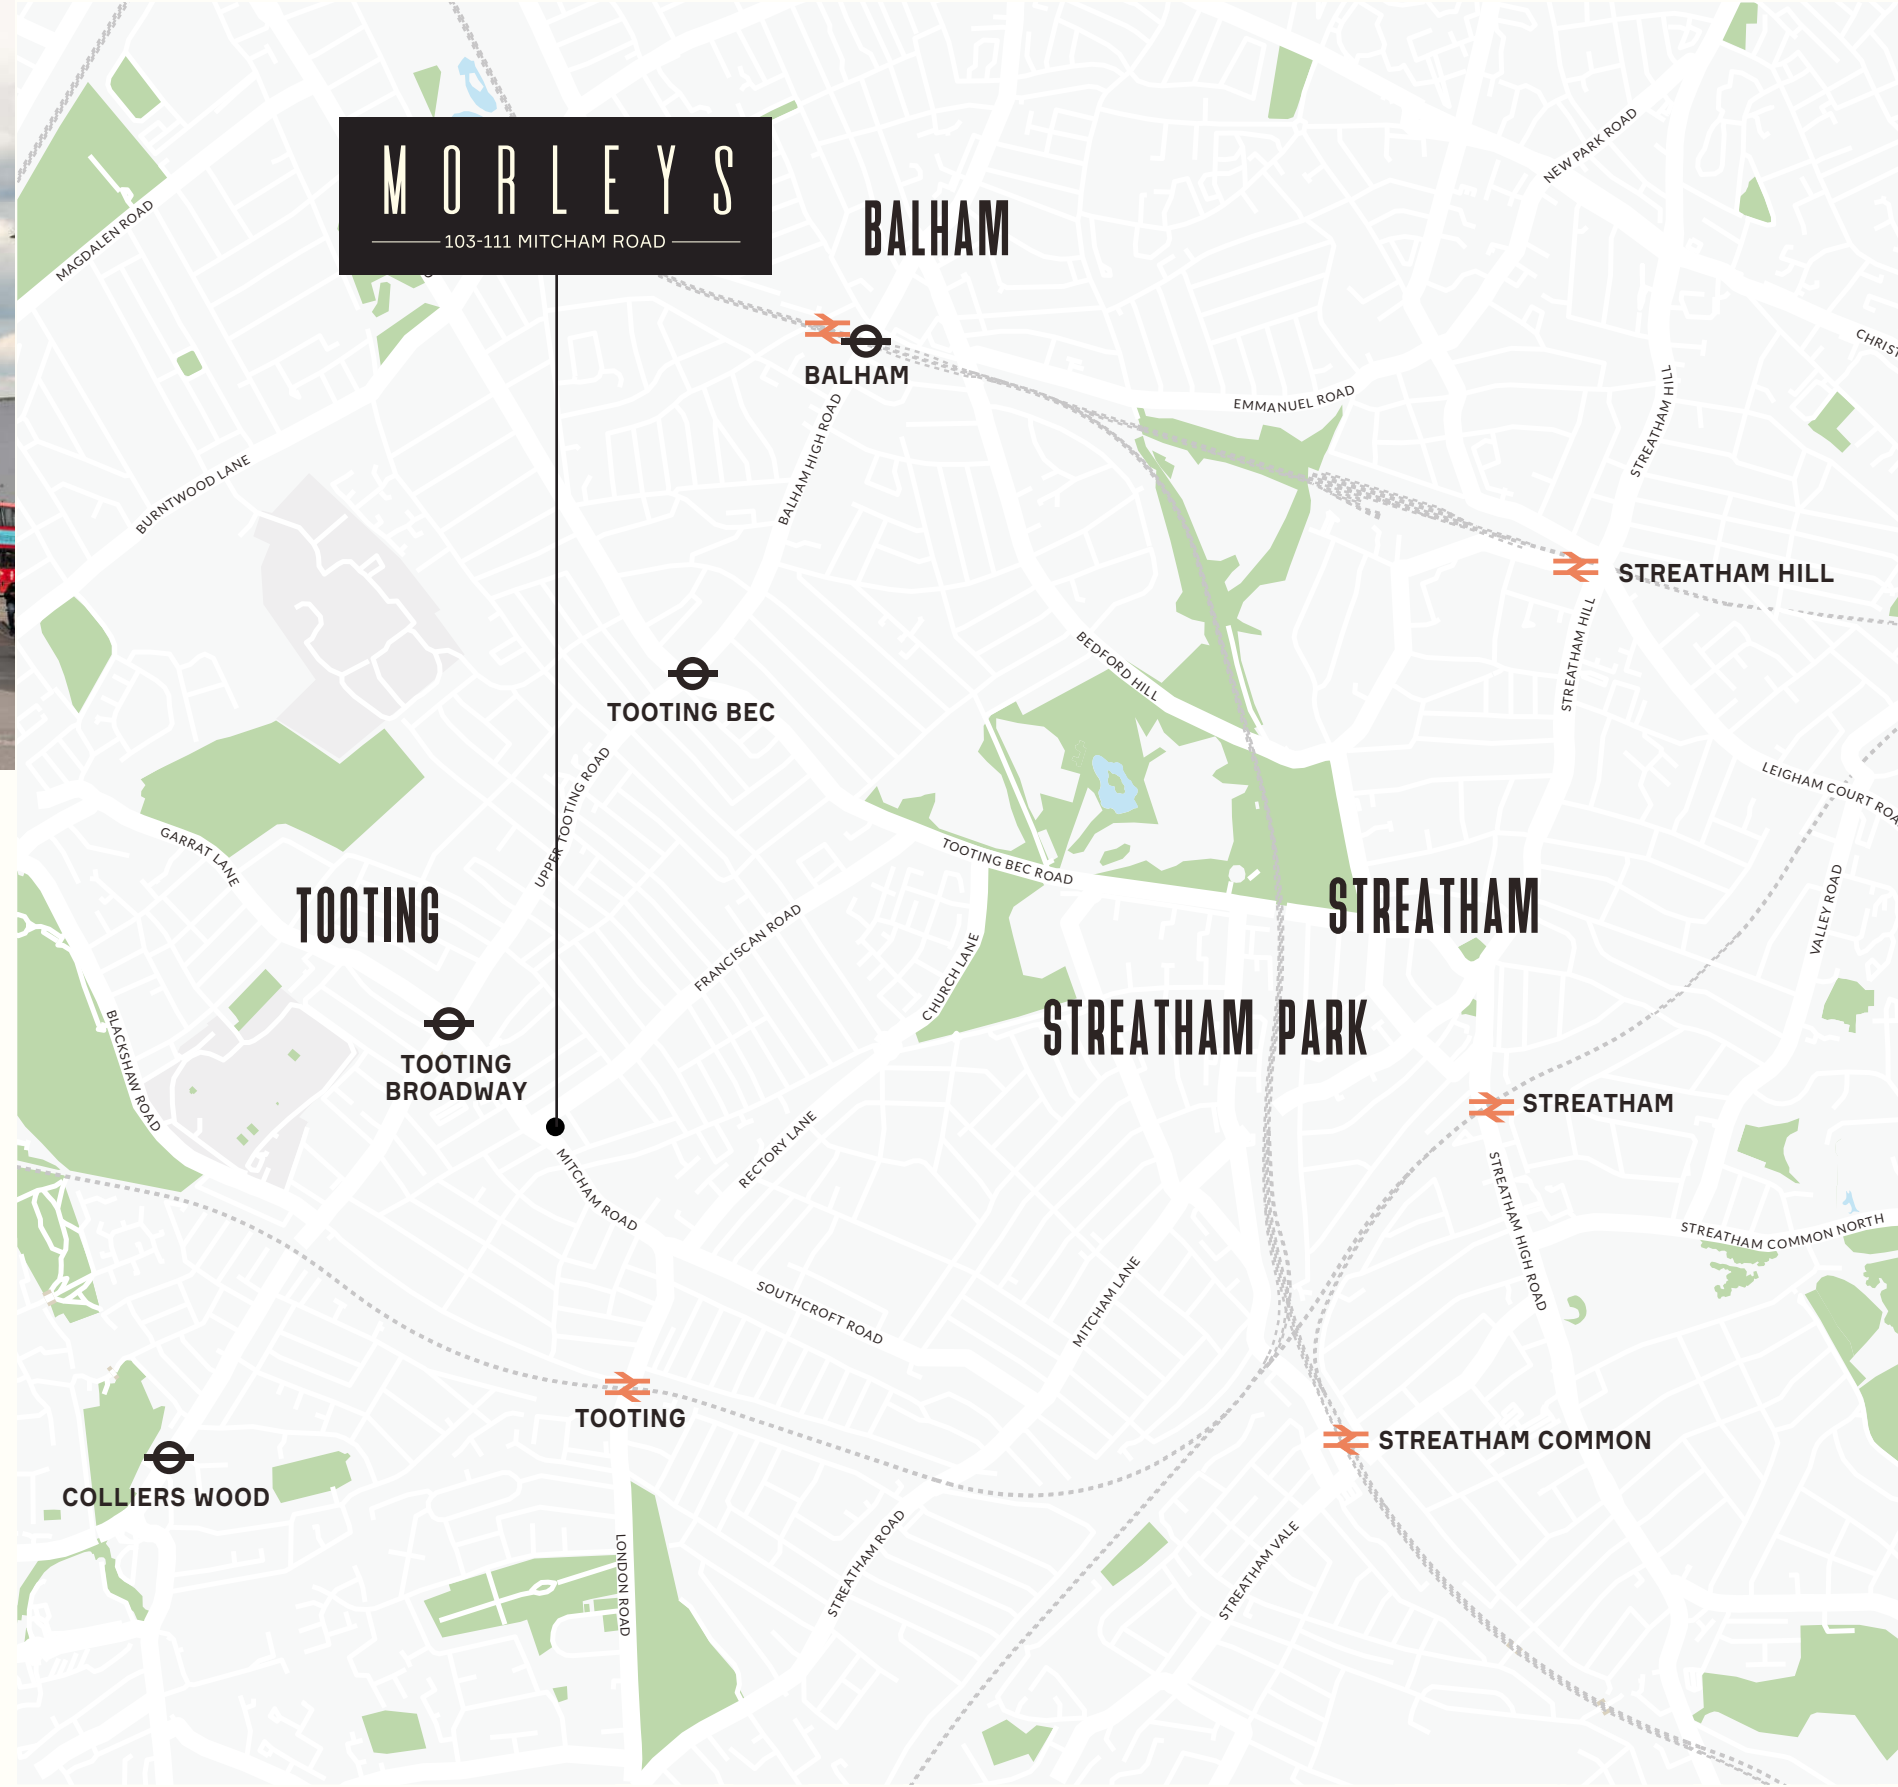 NEW PARK ROAD
MORLEYS
103-111 MITCHAM ROAD
BALHAM
MAGDALEN ROAD
BALHAM
EMMANUEL ROAD
STREATHAM HILL
BALHAM HIGH ROAD
BURNTWOOD LANE
STREATHAM HILL
STREATHAM HILL
BEDFORD HILL
TOOTING BEC
UPPER TOOTING ROAD
LEIGHAM COURT ROA
GARRAT LANE
TOOTING BEC ROAD
VALLEY ROAD
TOOTING
STREATHAM
FRANCISCAN ROAD
CHURCH LANE
STREATHAM PARK
BLACKSHAW ROAD
TOOTING
BROADWAY
STREATHAM
RECTORY LANE
MITCHAM ROAD
STREATHAM HIGH ROAD
STREATHAM COMMON NORTH
MITCHAM LANE
SOUTHCROFT ROAD
TOOTING
STREATHAM COMMON
COLLIERS WOOD
LONDON ROAD
STREATHAM ROAD
STREATHAM VALE